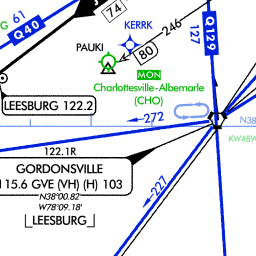 61
Q40
74
KERRK
246
PAUKI
80
Q129
127
MON
Charlottesville-Albemarle
(CHO)
LEESBURG 122.2
272
N38
122.1R
KW48W
GORDONSVILLE
115.6 GVE (VH) (H) 103
N38°00.82
W78°09.18'
LEESBURG
227